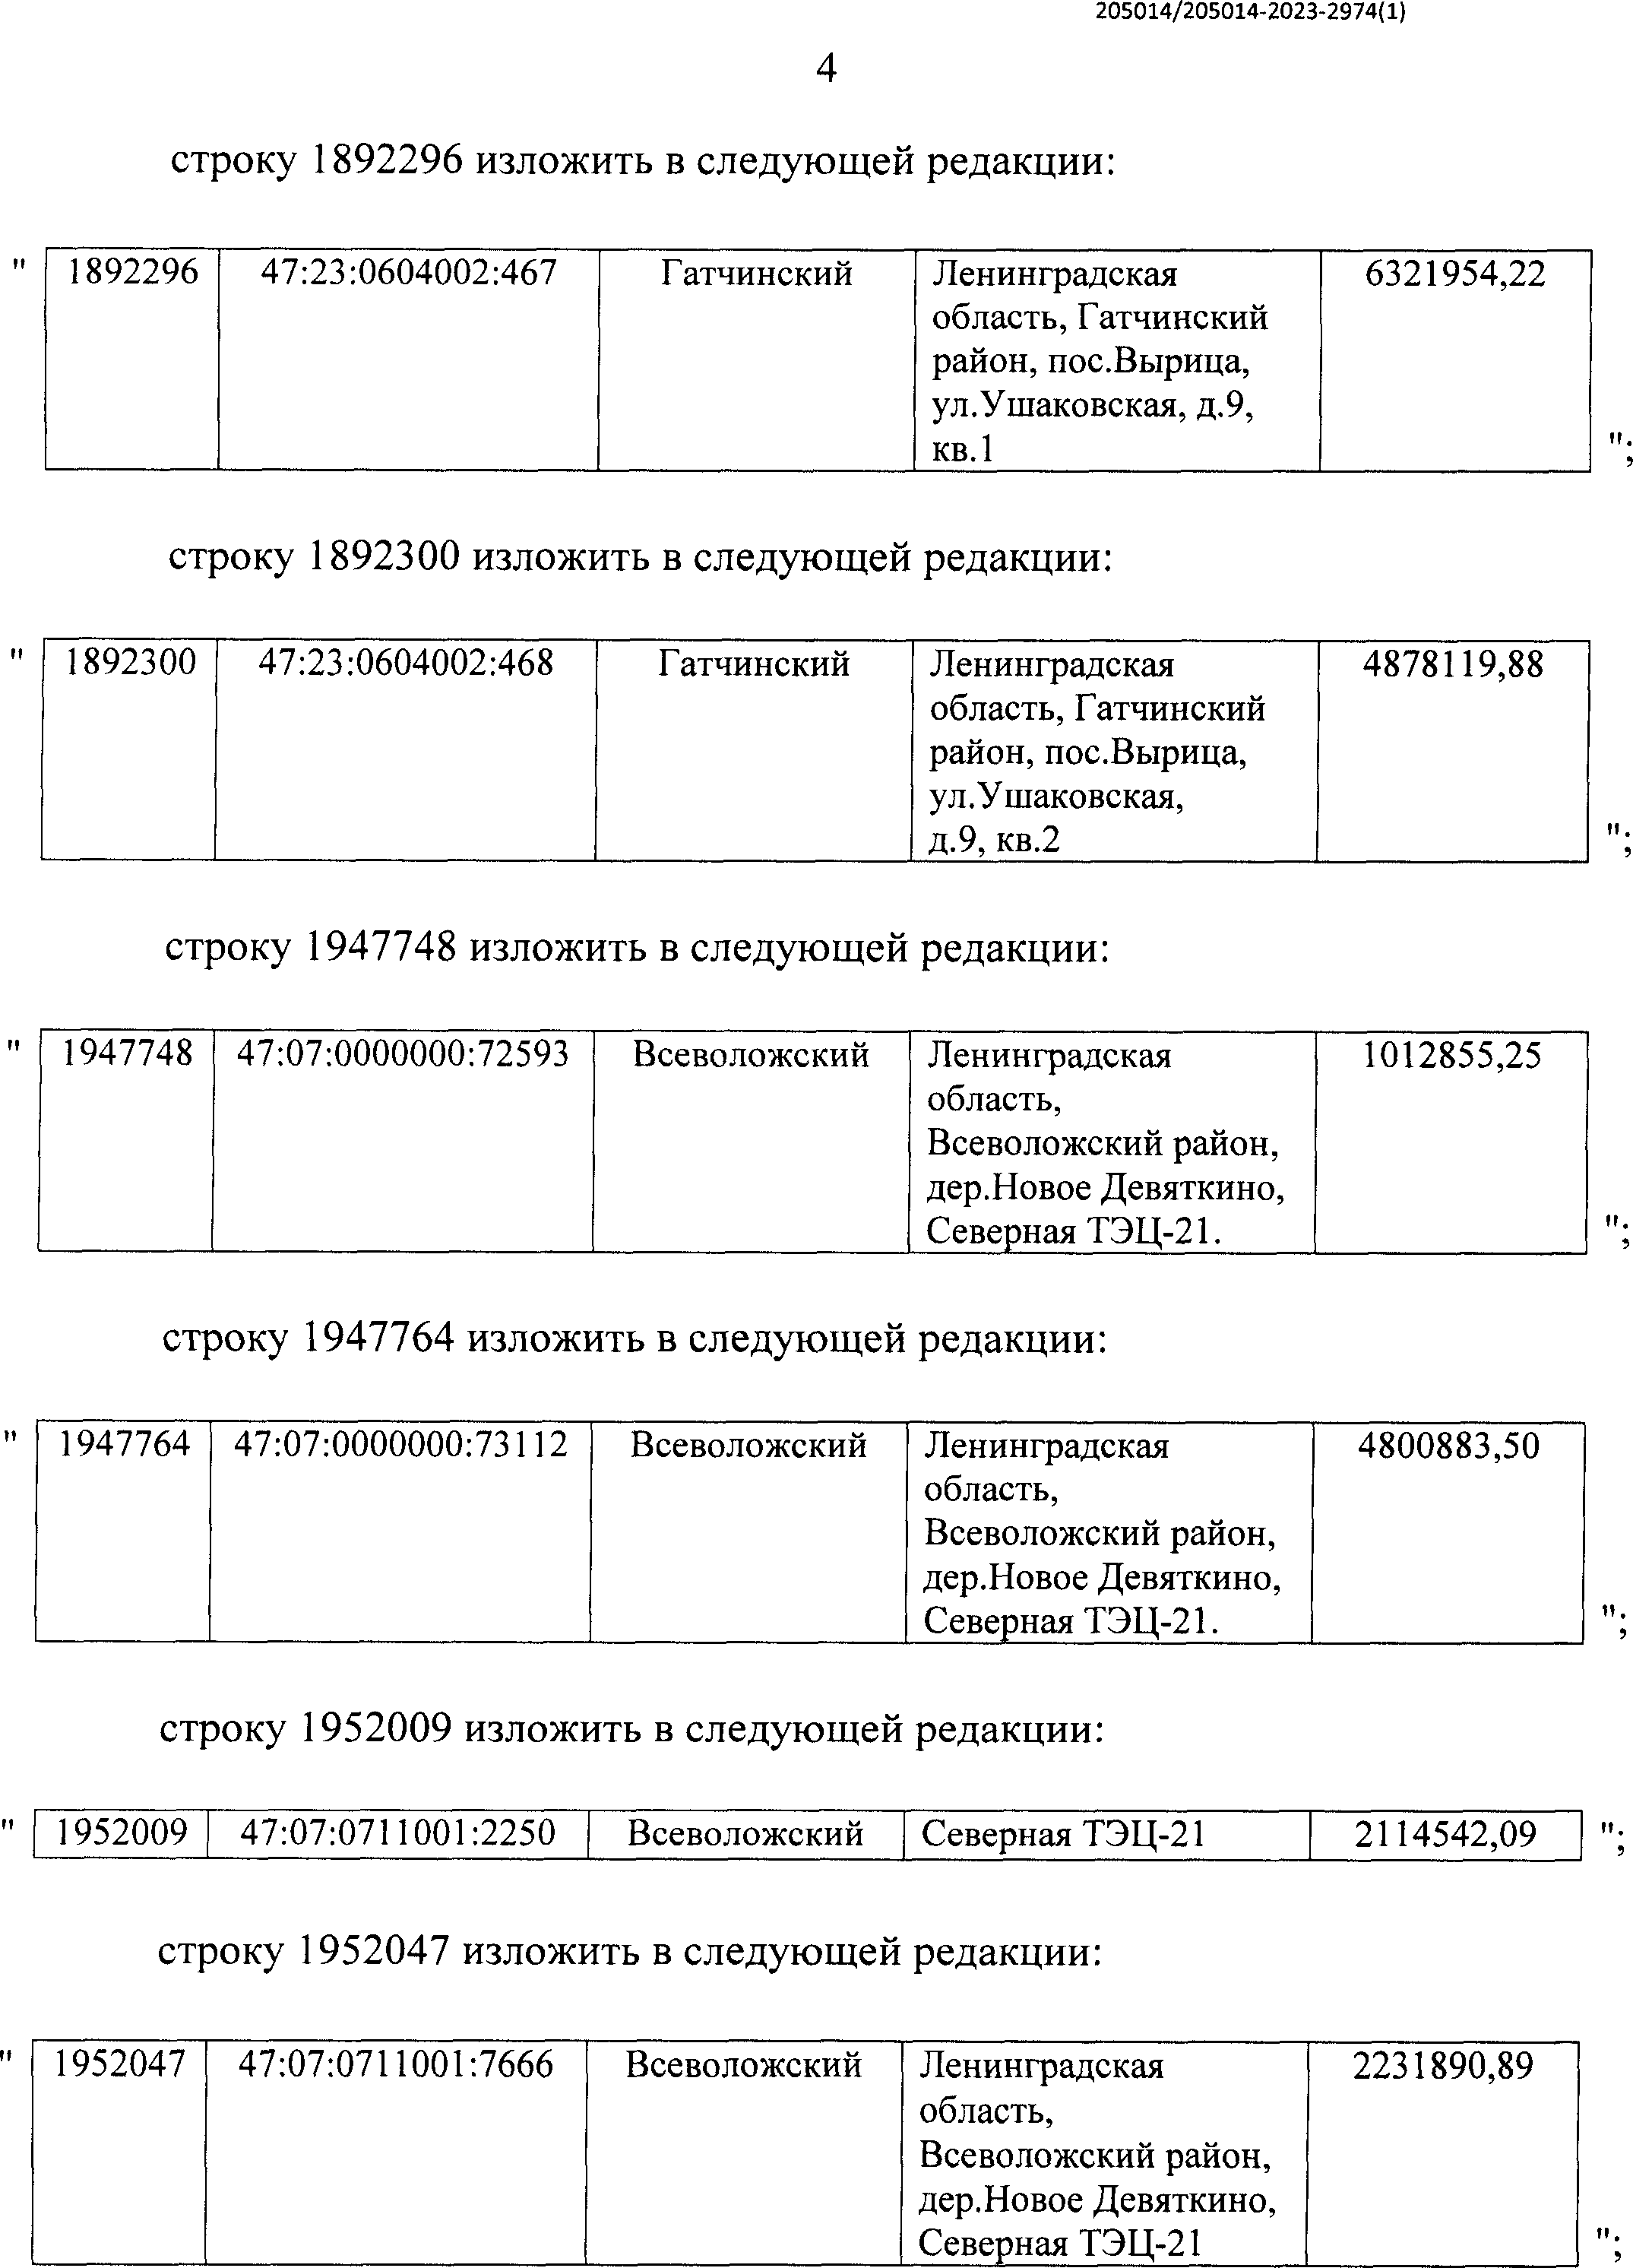 205014/205014-2023-2974(1)
4
строку 1892296 изложить в следующей редакции:
" 1892296 47:23:0604002:467 Гатчинский Ленинградская 6321954,22
область, Гатчинский
район, пос.Вырица,
ул.Ушаковская, д.9,
кв.1 ";
строку 1892300 изложить в следующей редакции:
" 1892300 47:23:0604002:468 Гатчинский Ленинградская 4878119,88
область, Гатчинский
район, пос.Вырица,
ул.Ушаковская,
д.9, кв.2 ";
строку 1947748 изложить в следующей редакции:
" 1947748 47:07:0000000:72593 Всеволожский Ленинградская 1012855,25
область,
Всеволожский район,
дер.Новое Девяткино,
Северная ТЭЦ-21. ";
строку 1947764 изложить в следующей редакции:
" 1947764 47:07:0000000:73112 Всеволожский Ленинградская 4800883,50
область,
Всеволожский район,
дер.Новое Девяткино,
Северная ТЭЦ-21. ";
строку 1952009 изложить в следующей редакции:
" 1952009 47:07:0711001:2250 Всеволожский Северная ТЭЦ-21 2114542,09 ";
строку 1952047 изложить в следующей редакции:
" 1952047 47:07:0711001:7666 Всеволожский Ленинградская 2231890,89
область,
Всеволожский район,
дер.Новое Девяткино,
Северная ТЭЦ-21 ";